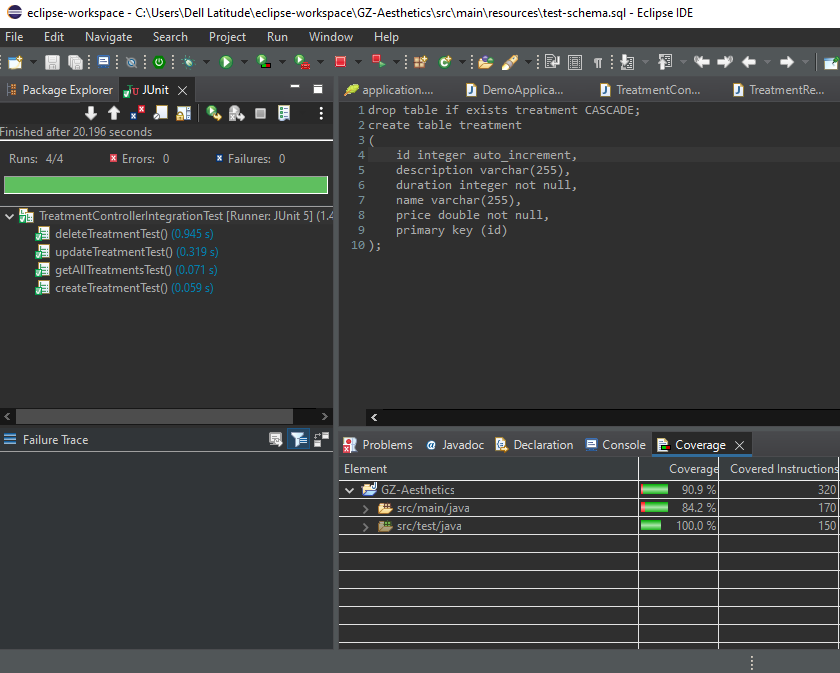 eclipse-workspace - C:\Users\Dell Latitude\eclipse-workspace\GZ-Aesthetics\src\main\resources\test-schema.sql - Eclipse IDE
File Edit Navigate Search Project Run Window Help
Package Explorer JUnit
Finished after 20.196 seconds
Runs: 4/4 Errors: 0 Failures: 0
TreatmentControllerIntegrationTest [Runner: JUnit 5] (1.4
deleteTreatmentTest() (0.945 s)
updateTreatmentTest() (0.319 s)
getAllTreatmentsTest() (0.071 s)
createTreatmentTest() (0.059 s)
Failure Trace
application.... DemoApplica... TreatmentCon... TreatmentRe...
1 drop table if exists treatment CASCADE;
2 create table treatment
3 (
4 id integer auto_increment,
5 description varchar(255),
6 duration integer not null,
7 name varchar(255),
8 price double not null,
9 primary key (id)
10 );
Problems Javadoc Declaration Console Coverage
Element Coverage Covered Instructions
GZ-Aesthetics 90.9 % 320
src/main/java 84.2 % 170
src/test/java 100.0 % 150